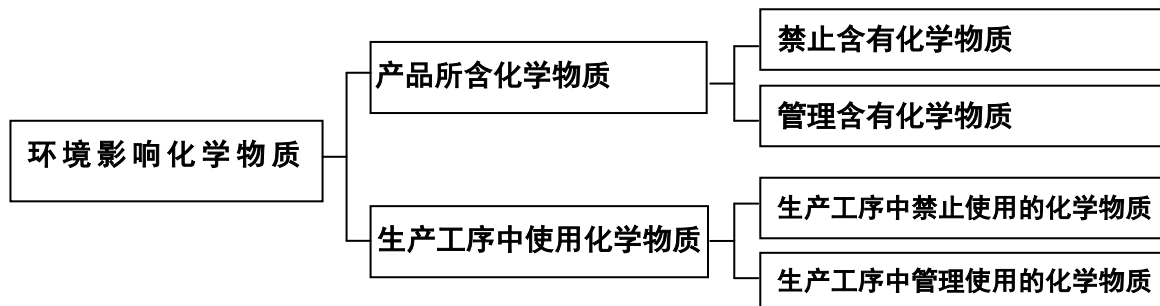 环境影响化学物质
产品所含化学物质
禁止含有化学物质
管理含有化学物质
生产工序中使用化学物质
生产工序中禁止使用的化学物质
生产工序中管理使用的化学物质